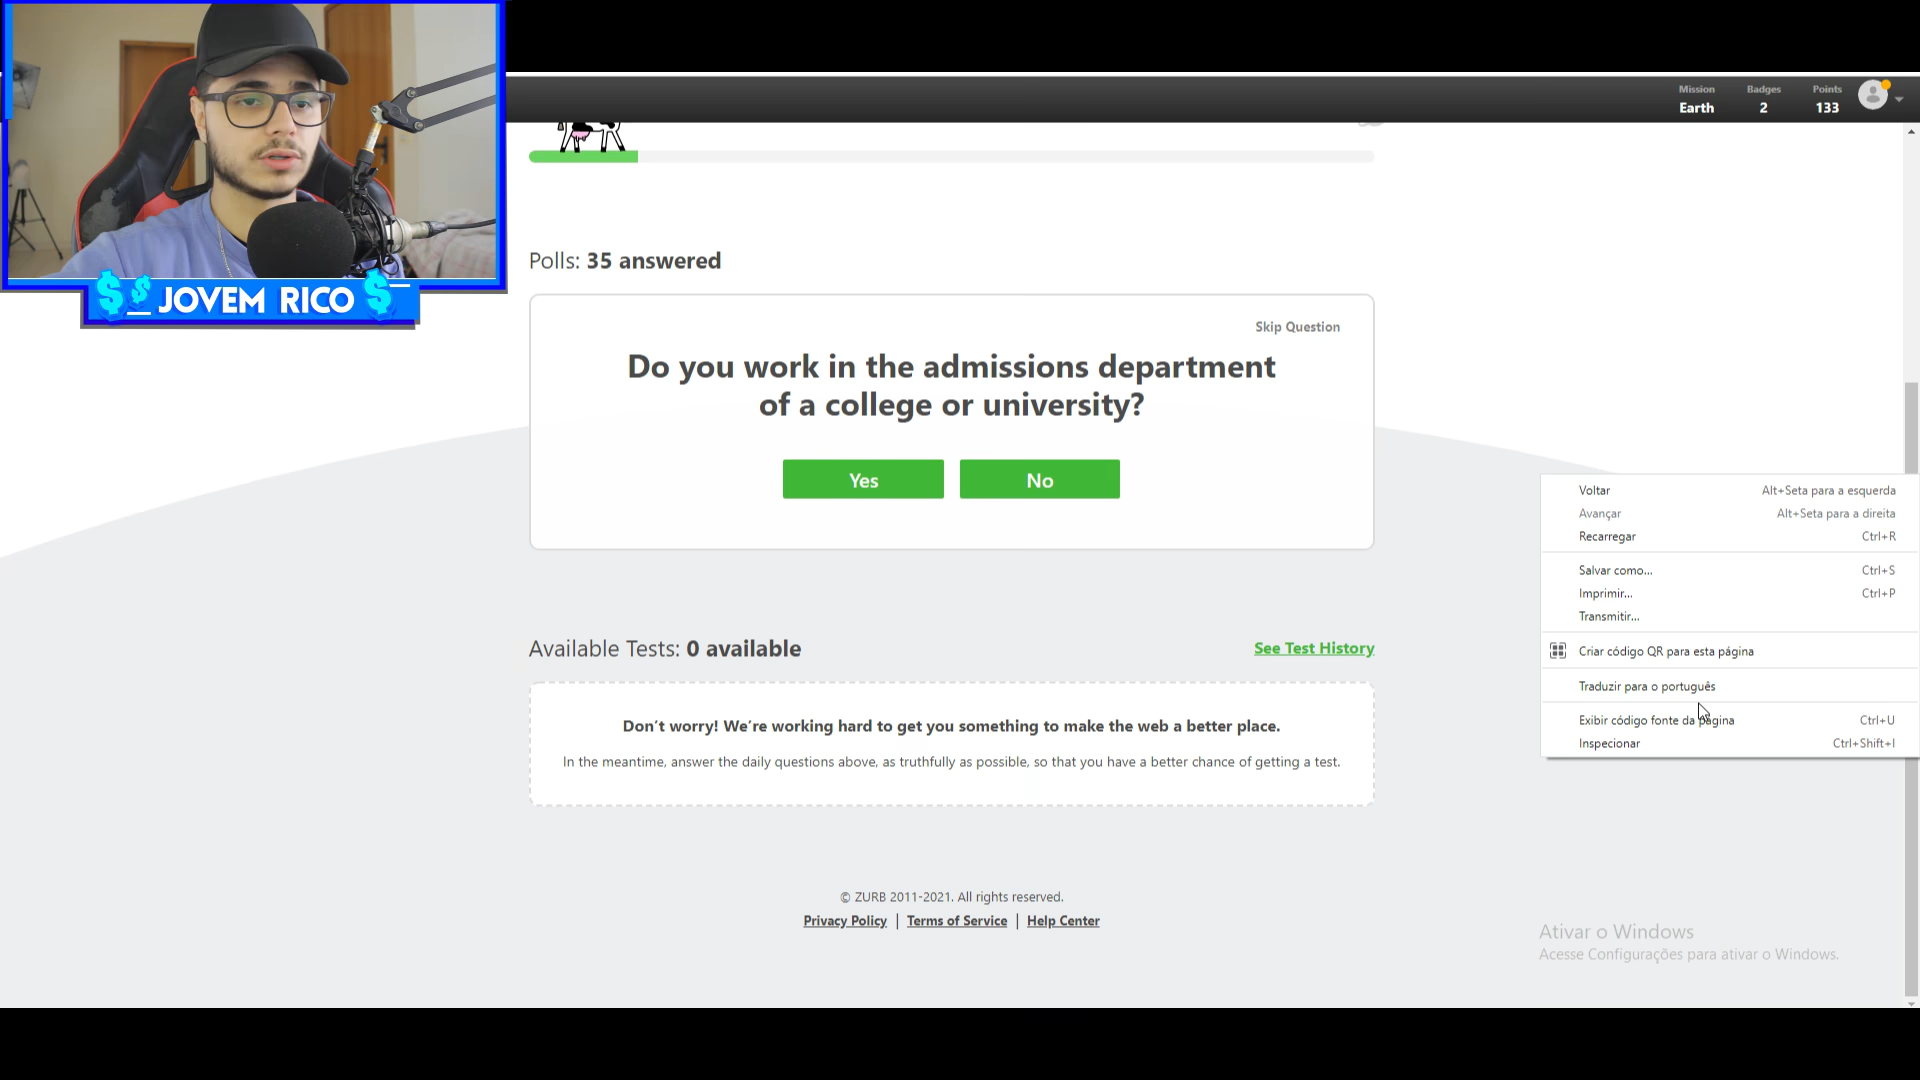 JOVEM RICO
Mission
Earth
Badges
2
Points
133
Polls: 35 answered
Skip Question
Do you work in the admissions department
of a college or university?
Yes
No
Available Tests: 0 available
See Test History
Don't worry! We're working hard to get you something to make the web a better place.
In the meantime, answer the daily questions above, as truthfully as possible, so that you have a better chance of getting a test.
© ZURB 2011-2021. All rights reserved.
Privacy Policy | Terms of Service | Help Center
Voltar Alt+Seta para a esquerda
Avançar Alt+Seta para a direita
Recarregar Ctrl+R
Salvar como... Ctrl+S
Imprimir... Ctrl+P
Transmitir...
Criar código QR para esta página
Traduzir para o português
Exibir código fonte da página Ctrl+U
Inspecionar Ctrl+Shift+I
Ativar o Windows
Acesse Configurações para ativar o Windows.